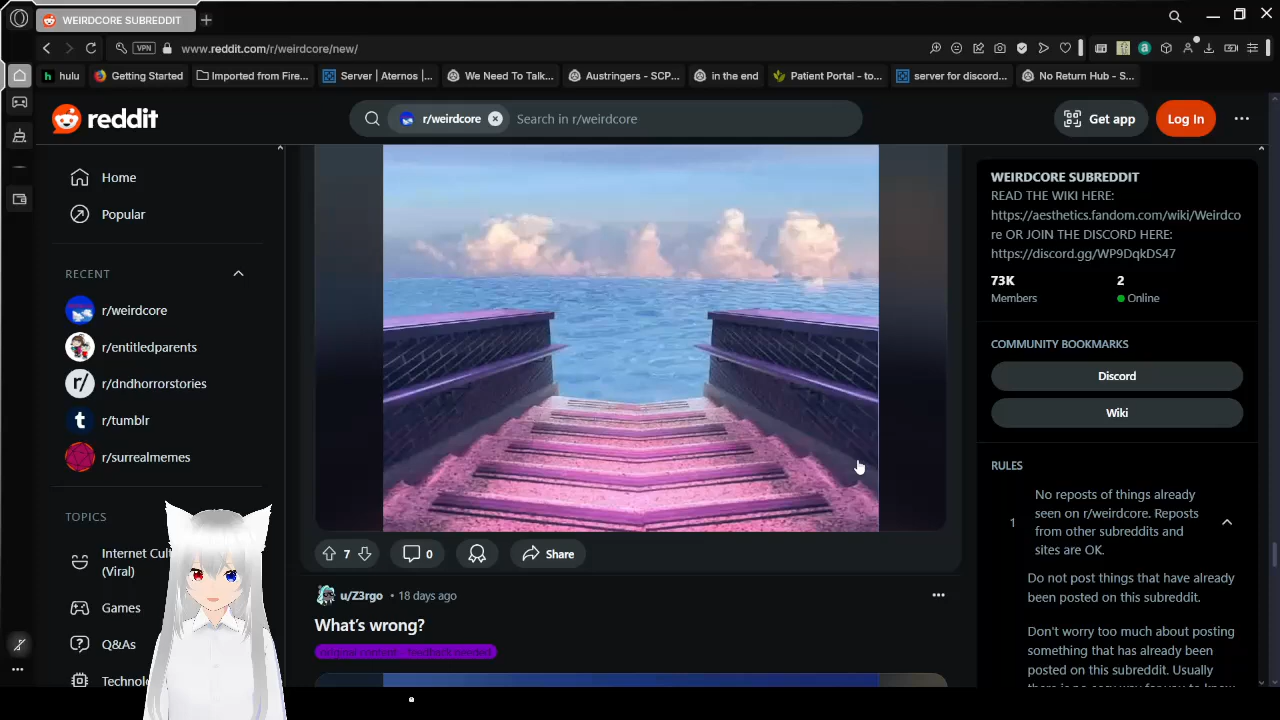 WEIRDCORE SUBREDDIT
VPN
www.reddit.com/r/weirdcore/new/
hulu
Getting Started
Imported from Fire...
Server | Aternos |...
We Need To Talk...
Austringers - SCP...
in the end
Patient Portal - to...
server for discord...
No Return Hub - S...
reddit
r/weirdcore
Search in r/weirdcore
Get app
Log In
Home
Popular
RECENT
r/weirdcore
r/entitledparents
r/dndhorrorstories
r/tumblr
r/surrealmemes
TOPICS
Internet Cul
(Viral)
Games
Q&As
Technolo
7
0
Share
u/Z3rgo • 18 days ago
What's wrong?
original content: feedback needed
WEIRDCORE SUBREDDIT
READ THE WIKI HERE:
https://aesthetics.fandom.com/wiki/Weirdco
re OR JOIN THE DISCORD HERE:
https://discord.gg/WP9DqkDS47
73K
Members
2
Online
COMMUNITY BOOKMARKS
Discord
Wiki
RULES
1
No reposts of things already
seen on r/weirdcore. Reposts
from other subreddits and
sites are OK.
Do not post things that have already
been posted on this subreddit.
Don't worry too much about posting
something that has already been
posted on this subreddit. Usually